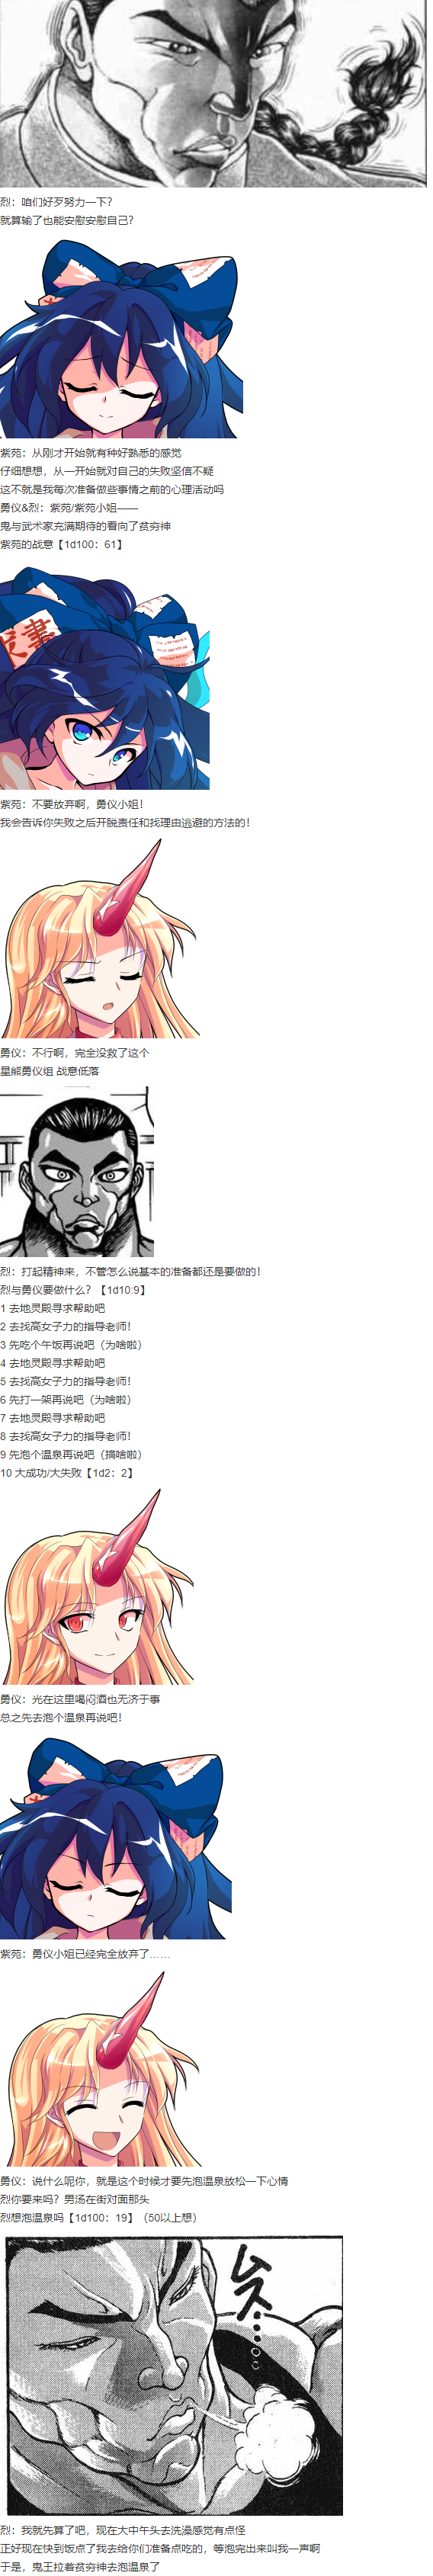 烈：咱们好歹努力一下？
就算输了也能安慰安慰自己？
紫苑：从刚才开始就有种好熟悉的感觉
仔细想想，从一开始就对自己的失败坚信不疑
这不就是我每次准备做些事情之前的心理活动吗
勇仪&烈：紫苑/紫苑小姐——
鬼与武术家充满期待的看向了贫穷神
紫苑的战意【1d100：61】
紫苑：不要放弃啊，勇仪小姐！
我会告诉你失败之后开脱责任和找理由逃避的方法的！
勇仪：不行啊，完全没救了这个
星熊勇仪组 战意低落
烈：打起精神来，不管怎么说基本的准备都还是要做的！
烈与勇仪要做什么？【1d10:9】
1 去地灵殿寻求帮助吧
2 去找高女子力的指导老师！
3 先吃个午饭再说吧（为啥啦）
4 去地灵殿寻求帮助吧
5 去找高女子力的指导老师！
6 先打一架再说吧（为啥啦）
7 去地灵殿寻求帮助吧
8 去找高女子力的指导老师！
9 先泡个温泉再说吧（搞啥啦）
10 大成功/大失败【1d2：2】
勇仪：光在这里喝闷酒也无济于事
总之先去泡个温泉再说吧！
紫苑：勇仪小姐已经完全放弃了……
勇仪：说什么呢你，就是这个时候才要先泡温泉放松一下心情
烈你要来吗？男汤在街对面那头
烈想泡温泉吗【1d100：19】（50以上想）
ムス…
烈：我就先算了吧，现在大中午头去洗澡感觉有点怪
正好现在快到饭点了我去给你们准备点吃的，等泡完出来叫我一声啊
于是，鬼王拉着贫穷神去泡温泉了